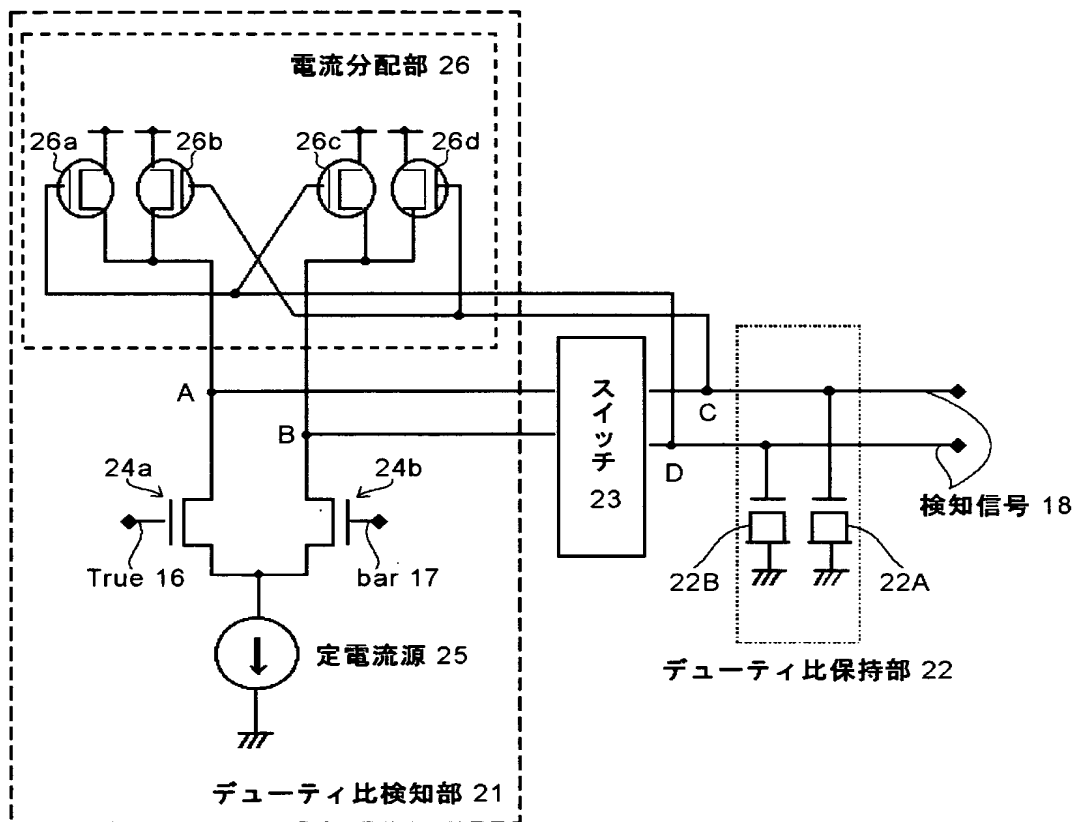 電流分配部 26
26a
26b
26c
26d
A
B
スイッチ 23
C
D
24a
24b
True 16
bar 17
検知信号 18
22B
22A
定電流源 25
デューティ比保持部 22
デューティ比検知部 21